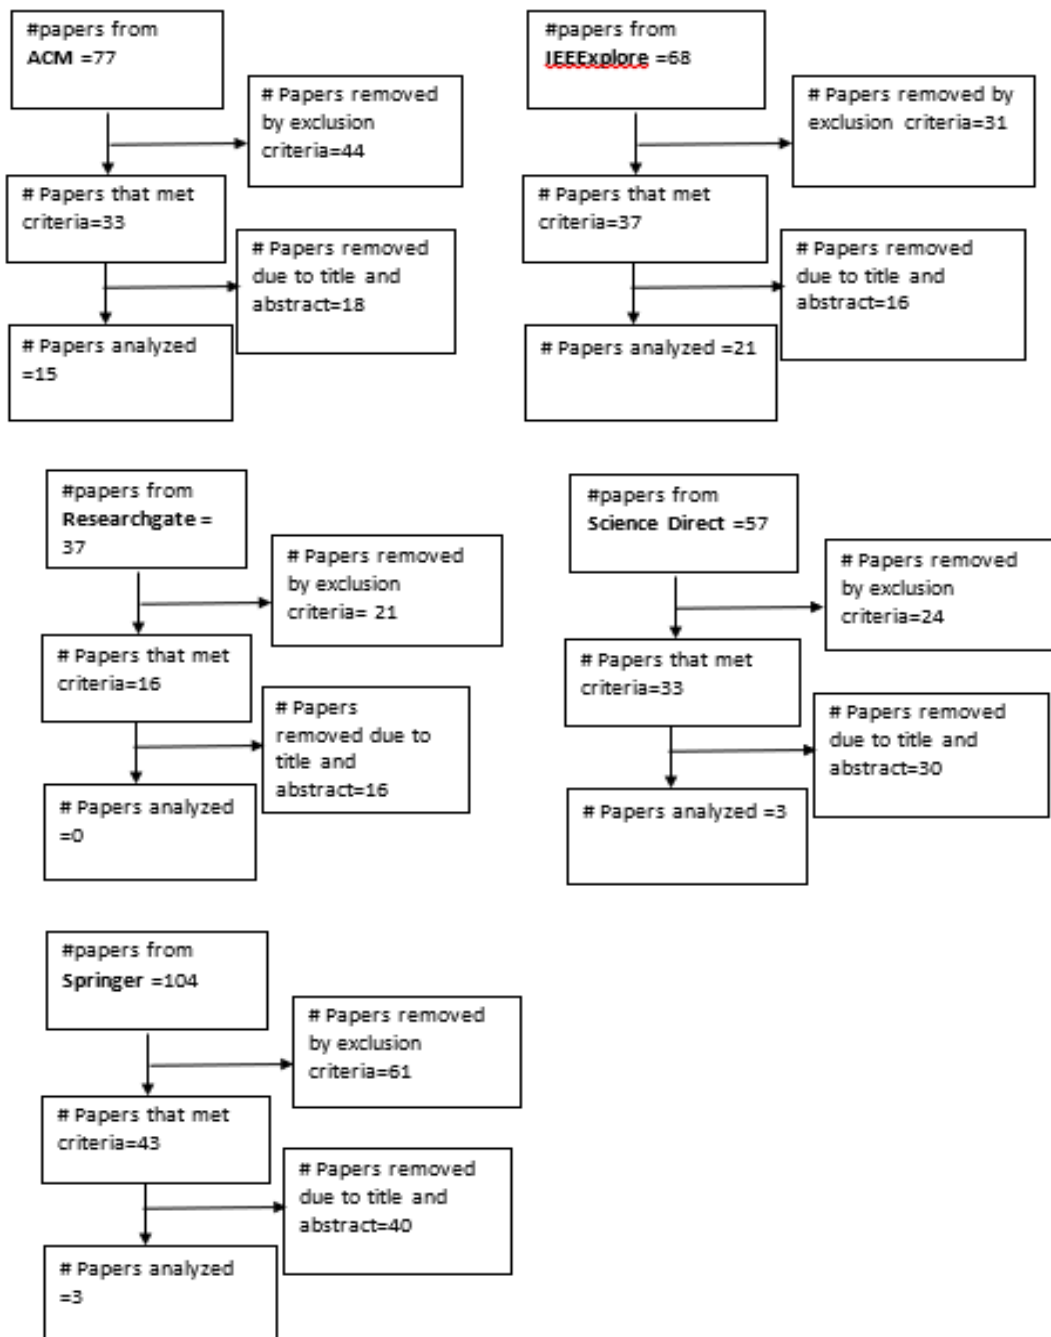 #papers from
ACM =77
# Papers removed
by exclusion
criteria=44
# Papers that met
criteria=33
# Papers removed
due to title and
abstract=18
# Papers analyzed
=15
#papers from
IEEExplore =68
# Papers removed by
exclusion criteria=31
# Papers that met
criteria=37
# Papers removed
due to title and
abstract=16
# Papers analyzed =21
#papers from
Researchgate =
37
# Papers removed
by exclusion
criteria= 21
# Papers that met
criteria=16
# Papers
removed due to
title and
abstract=16
# Papers analyzed
=0
#papers from
Science Direct =57
# Papers removed
by exclusion
criteria=24
# Papers that met
criteria=33
# Papers removed
due to title and
abstract=30
# Papers analyzed =3
#papers from
Springer =104
# Papers removed
by exclusion
criteria=61
# Papers that met
criteria=43
# Papers removed
due to title and
abstract=40
# Papers analyzed
=3